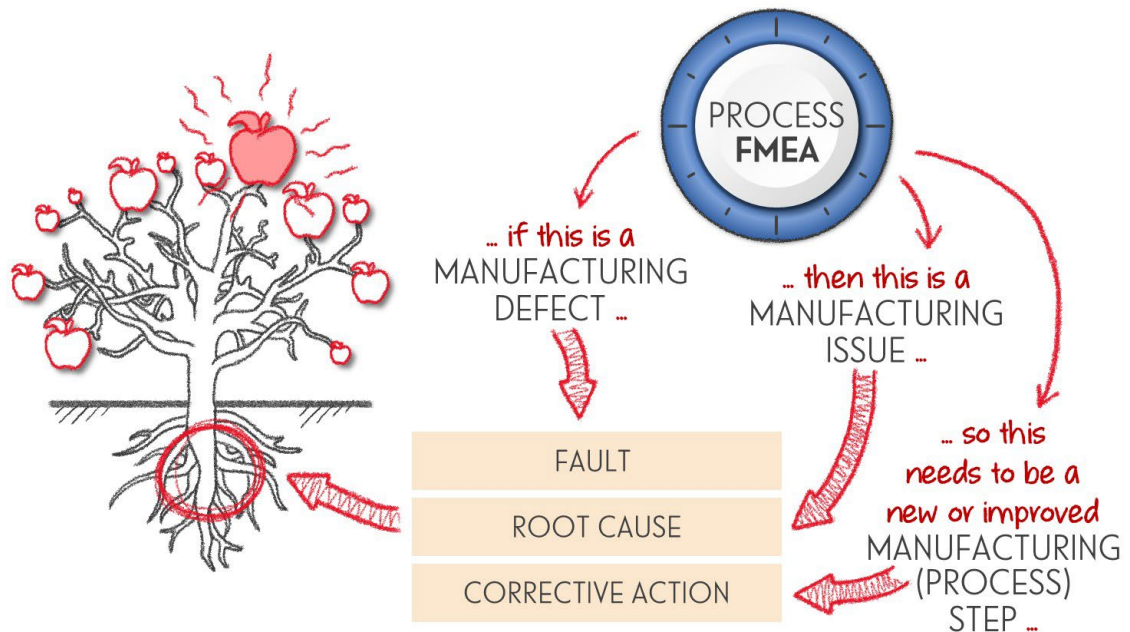 PROCESS
FMEA
... if this is a
MANUFACTURING
DEFECT ...
... then this is a
MANUFACTURING
ISSUE ...
... so this
needs to be a
new or improved
MANUFACTURING
(PROCESS)
STEP ...
FAULT
ROOT CAUSE
CORRECTIVE ACTION